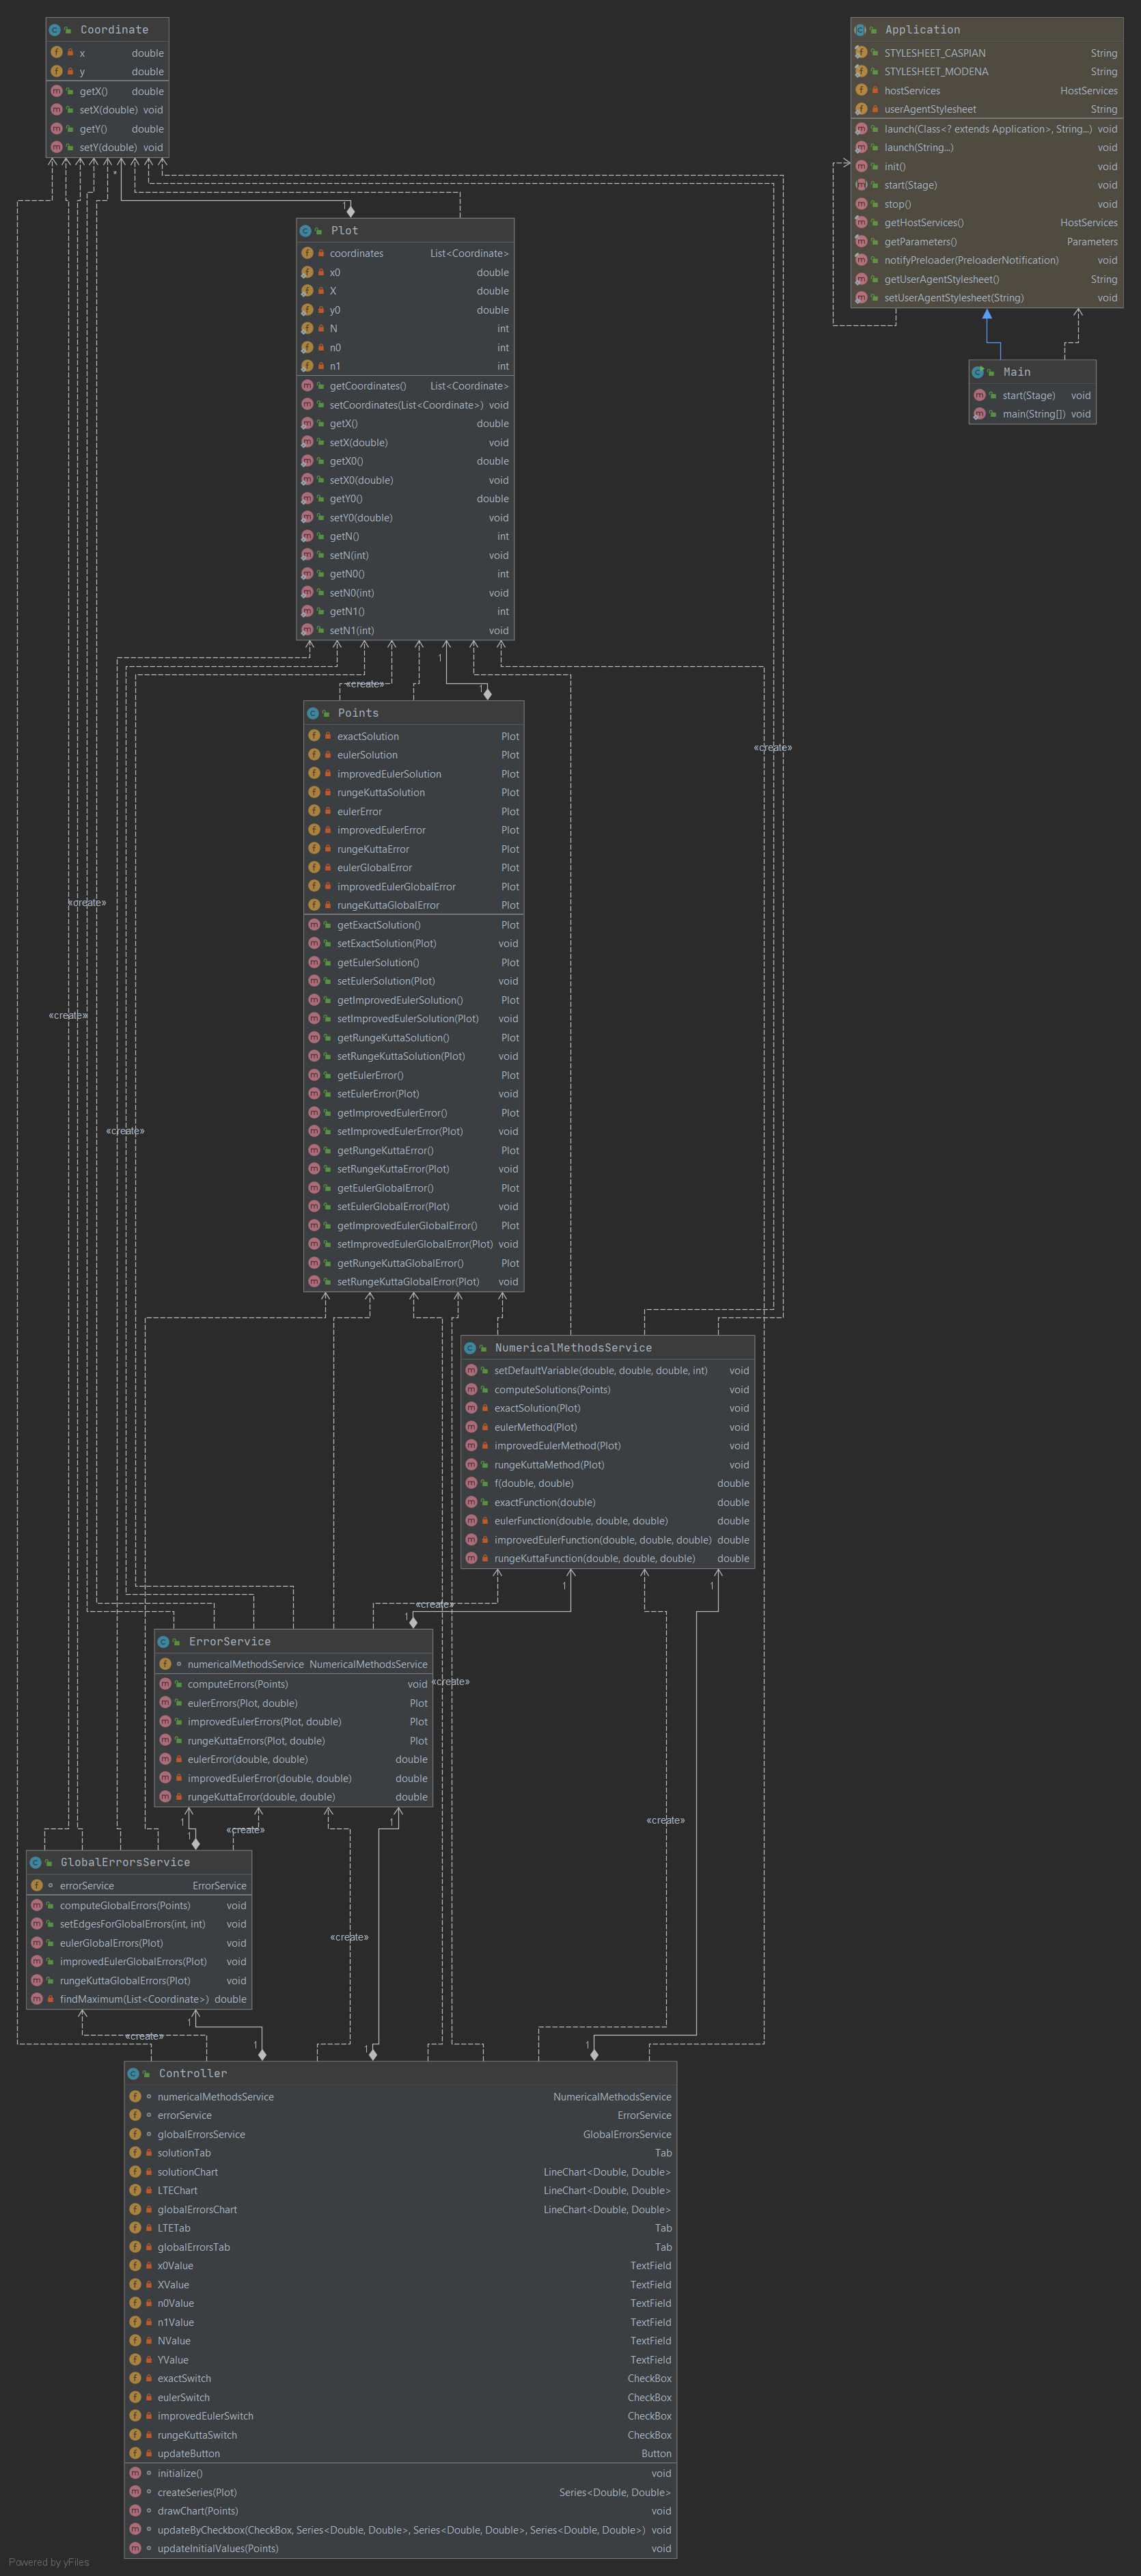 Coordinate
x double
y double
getX() double
setX(double) void
getY() double
setY(double) void
Application
STYLESHEET_CASPIAN String
STYLESHEET_MODENA String
hostServices HostServices
userAgentStylesheet String
launch(Class<? extends Application>, String...) void
launch(String...) void
init() void
start(Stage) void
stop() void
getHostServices() HostServices
getParameters() Parameters
notifyPreloader(PreloaderNotification) void
getUserAgentStylesheet() String
setUserAgentStylesheet(String) void
*
1
Plot
coordinates List<Coordinate>
x0 double
X double
y0 double
N int
n0 int
n1 int
getCoordinates() List<Coordinate>
setCoordinates(List<Coordinate>) void
getX() double
setX(double) void
getX0() double
setX0(double) void
getY0() double
setY0(double) void
getN() int
setN(int) void
getN0() int
setN0(int) void
getN1() int
setN1(int) void
Main
start(Stage) void
main(String[]) void
1
«create»
1
Points
exactSolution Plot
eulerSolution Plot
improvedEulerSolution Plot
rungeKuttaSolution Plot
eulerError Plot
improvedEulerError Plot
rungeKuttaError Plot
eulerGlobalError Plot
improvedEulerGlobalError Plot
rungeKuttaGlobalError Plot
getExactSolution() Plot
setExactSolution(Plot) void
getEulerSolution() Plot
setEulerSolution(Plot) void
getImprovedEulerSolution() Plot
setImprovedEulerSolution(Plot) void
getRungeKuttaSolution() Plot
setRungeKuttaSolution(Plot) void
getEulerError() Plot
setEulerError(Plot) void
getImprovedEulerError() Plot
setImprovedEulerError(Plot) void
getRungeKuttaError() Plot
setRungeKuttaError(Plot) void
getEulerGlobalError() Plot
setEulerGlobalError(Plot) void
getImprovedEulerGlobalError() Plot
setImprovedEulerGlobalError(Plot) void
getRungeKuttaGlobalError() Plot
setRungeKuttaGlobalError(Plot) void
«create»
«create»
«create»
«create»
NumericalMethodsService
setDefaultVariable(double, double, double, int) void
computeSolutions(Points) void
exactSolution(Plot) void
eulerMethod(Plot) void
improvedEulerMethod(Plot) void
rungeKuttaMethod(Plot) void
f(double, double) double
exactFunction(double) double
eulerFunction(double, double, double) double
improvedEulerFunction(double, double, double) double
rungeKuttaFunction(double, double, double) double
1
1
«create»
1
ErrorService
numericalMethodsService NumericalMethodsService
computeErrors(Points) void
eulerErrors(Plot, double) Plot
improvedEulerErrors(Plot, double) Plot
rungeKuttaErrors(Plot, double) Plot
eulerError(double, double) double
improvedEulerError(double, double) double
rungeKuttaError(double, double) double
«create»
1
1
«create»
1
«create»
GlobalErrorsService
errorService ErrorService
computeGlobalErrors(Points) void
setEdgesForGlobalErrors(int, int) void
eulerGlobalErrors(Plot) void
improvedEulerGlobalErrors(Plot) void
rungeKuttaGlobalErrors(Plot) void
findMaximum(List<Coordinate>) double
«create»
1
«create»
1
1
1
Controller
numericalMethodsService NumericalMethodsService
errorService ErrorService
globalErrorsService GlobalErrorsService
solutionTab Tab
solutionChart LineChart<Double, Double>
LTEChart LineChart<Double, Double>
globalErrorsChart LineChart<Double, Double>
LTETab Tab
globalErrorsTab Tab
x0Value TextField
XValue TextField
n0Value TextField
n1Value TextField
NValue TextField
YValue TextField
exactSwitch CheckBox
eulerSwitch CheckBox
improvedEulerSwitch CheckBox
rungeKuttaSwitch CheckBox
updateButton Button
initialize() void
createSeries(Plot) Series<Double, Double>
drawChart(Points) void
updateByCheckbox(CheckBox, Series<Double, Double>, Series<Double, Double>, Series<Double, Double>) void
updateInitialValues(Points) void
Powered by yFiles